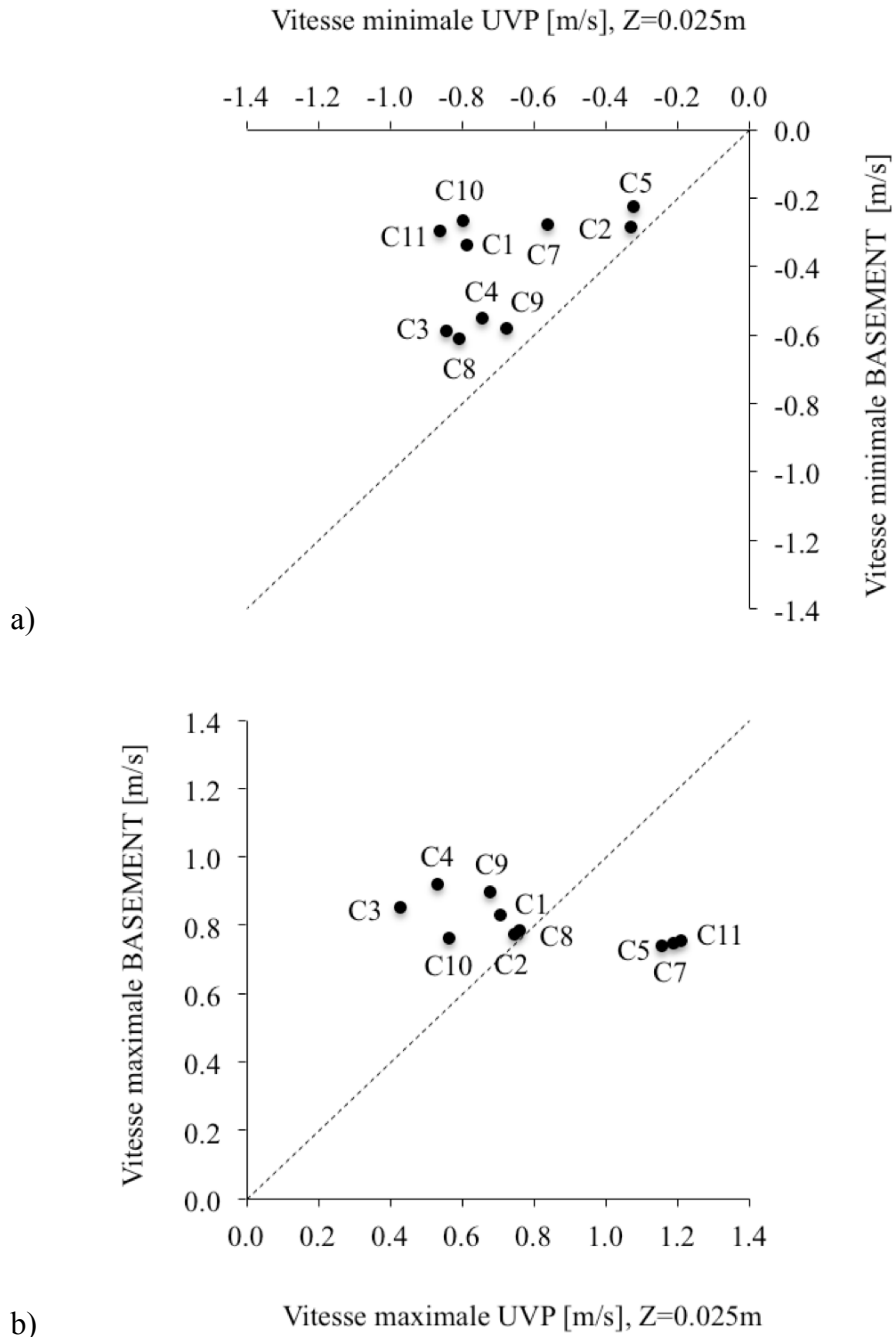 Vitesse minimale UVP [m/s], Z=0.025m
-1.4 -1.2 -1.0 -0.8 -0.6 -0.4 -0.2 0.0
0.0
-0.2
-0.4
-0.6
-0.8
-1.0
-1.2
-1.4
Vitesse minimale BASEMENT [m/s]
C10
C5
C11
C1
C7
C2
C4
C9
C3
C8
a)
Vitesse maximale BASEMENT [m/s]
1.4
1.2
1.0
0.8
0.6
0.4
0.2
0.0
C4
C9
C3
C1
C8
C10
C2
C5
C7
C11
0.0 0.2 0.4 0.6 0.8 1.0 1.2 1.4
Vitesse maximale UVP [m/s], Z=0.025m
b)